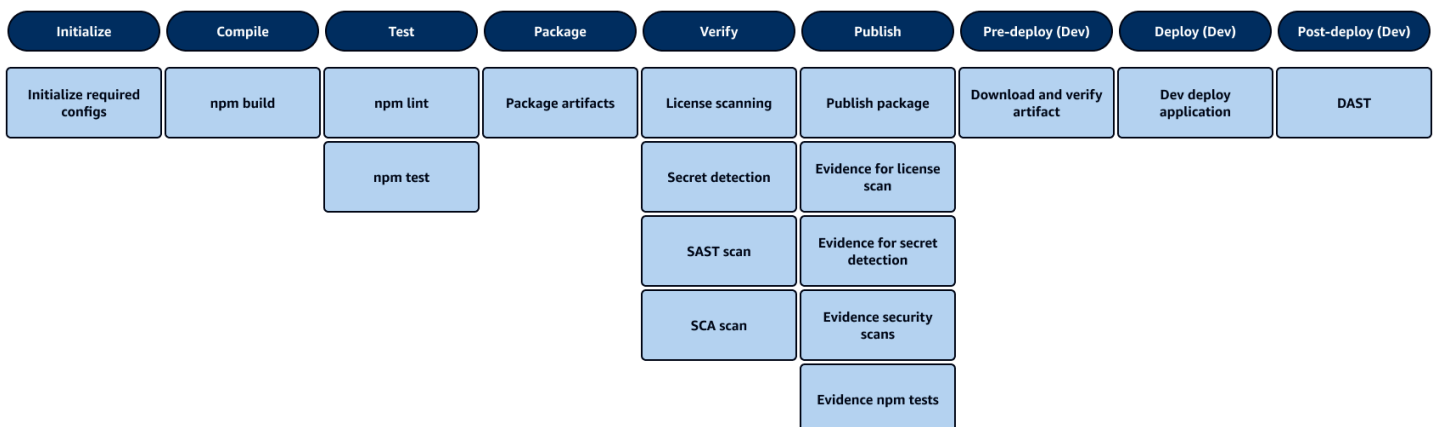 Initialize
Compile
Test
Package
Verify
Publish
Pre-deploy (Dev)
Deploy (Dev)
Post-deploy (Dev)
Initialize required
configs
npm build
npm lint
Package artifacts
License scanning
Publish package
Download and verify
artifact
Dev deploy
application
DAST
npm test
Secret detection
Evidence for license
scan
SAST scan
Evidence for secret
detection
SCA scan
Evidence security
scans
Evidence npm tests